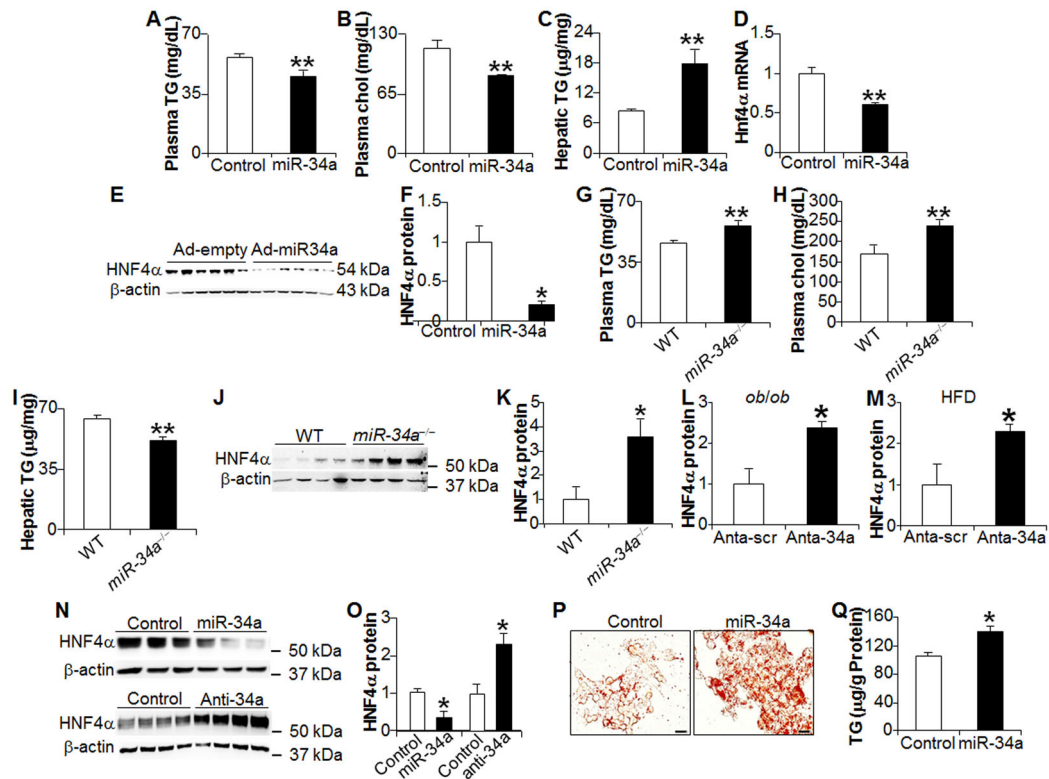 A
Plasma TG (mg/dL)
70
35
0
**
Control miR-34a
B
Plasma chol (mg/dL)
130
65
0
**
Control miR-34a
C
Hepatic TG (μg/mg)
24
18
12
6
0
**
Control miR-34a
D
Hnf4α mRNA
1.5
1
0.5
0
**
Control miR-34a
E
Ad-empty Ad-miR34a
HNF4α 54 kDa
β-actin 43 kDa
F
HNF4α protein
1.5
1
0.5
0
*
Control miR-34a
G
Plasma TG (mg/dL)
70
35
0
**
WT
miR-34a–/–
H
Plasma chol (mg/dL)
300
250
200
150
100
50
0
**
WT
miR-34a–/–
I
Hepatic TG (μg/mg)
70
35
0
**
WT
miR-34a–/–
J
WT miR-34a–/–
HNF4α
50 kDa
β-actin
37 kDa
K
HNF4α protein
5
4
3
2
1
0
*
WT
miR-34a–/–
L
ob/ob
HNF4α protein
3
2
1
0
*
Anta-scr Anta-34a
M
HFD
HNF4α protein
3
2
1
0
*
Anta-scr Anta-34a
N
Control miR-34a
HNF4α
50 kDa
β-actin
37 kDa
Control Anti-34a
HNF4α
50 kDa
β-actin
37 kDa
O
HNF4α protein
3
2
1
0
*
*
Control
miR-34a
Control
anti-34a
P
Control
miR-34a
Q
TG (μg/g Protein)
160
120
80
40
0
*
Control miR-34a